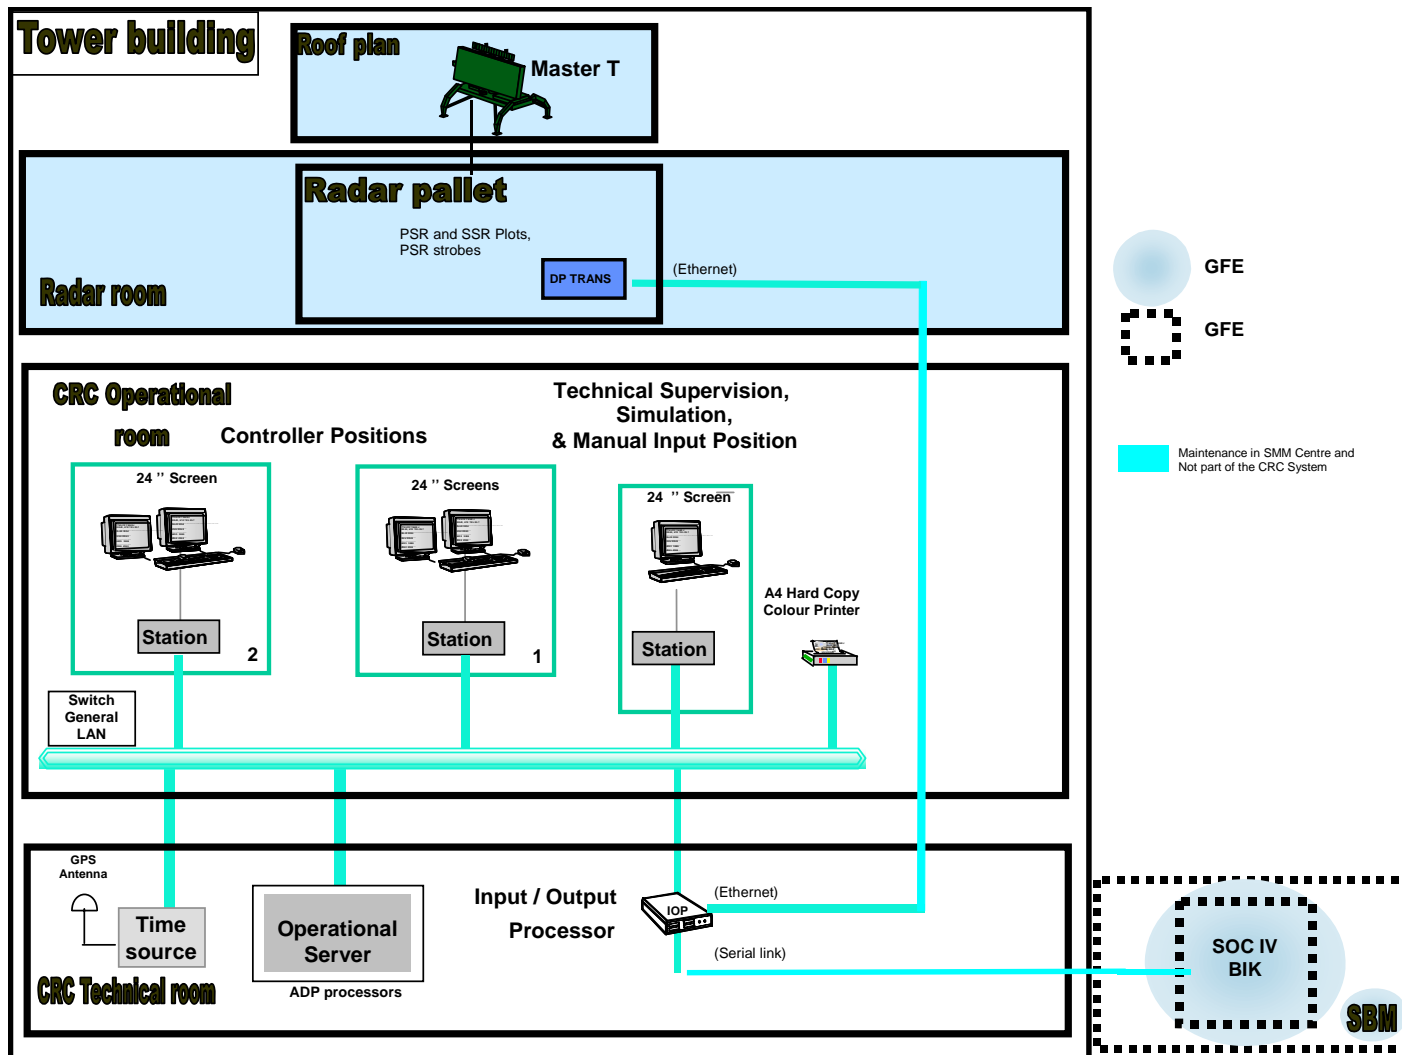 Tower building
Roof plan
Master T
Radar pallet
PSR and SSR Plots,
PSR strobes
DP TRANS
(Ethernet)
Radar room
GFE
GFE
Maintenance in SMM Centre and
Not part of the CRC System
CRC Operational
room
Controller Positions
Technical Supervision,
Simulation,
& Manual Input Position
24 '' Screen
24 '' Screens
24 '' Screen
A4 Hard Copy
Colour Printer
Station
2
Station
1
Station
Switch
General
LAN
GPS
Antenna
Time
source
Operational
Server
ADP processors
Input / Output
Processor
IOP
(Ethernet)
(Serial link)
CRC Technical room
SOC IV
BIK
SBM